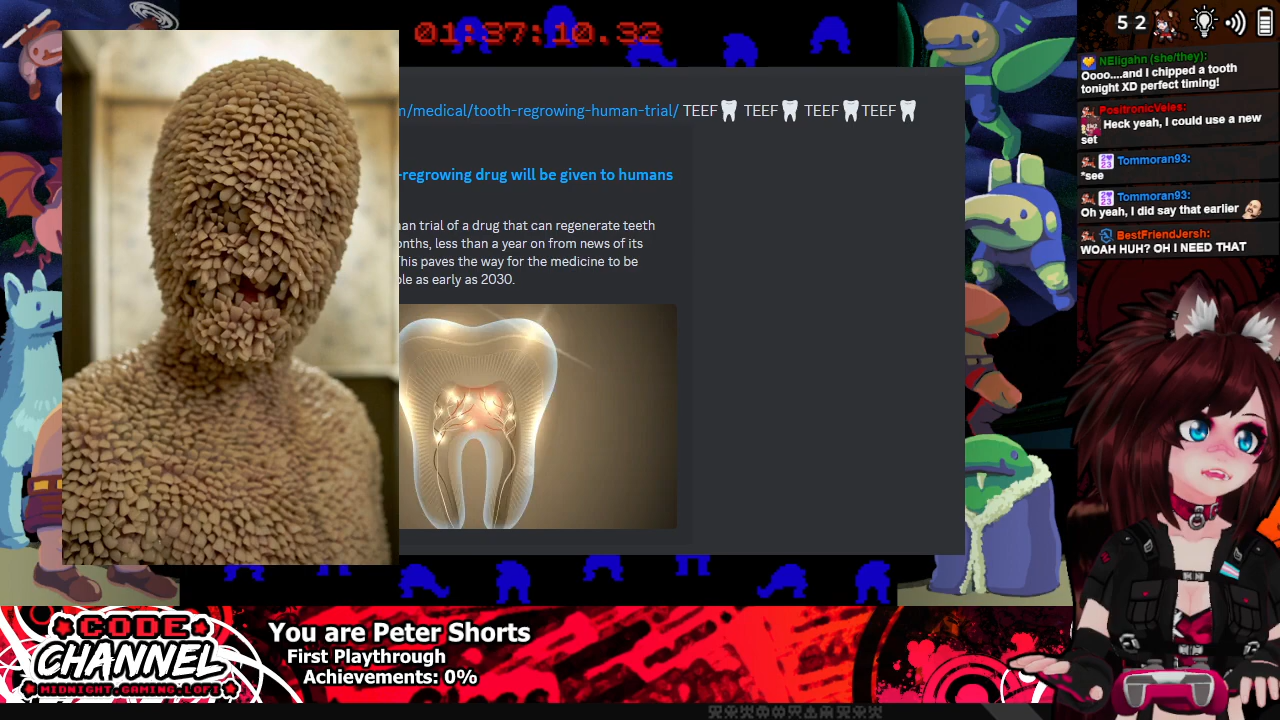 01:37:10.32
52
n/medical/tooth-regrowing-human-trial/ TEEF🦷 TEEF🦷 TEEF🦷TEEF🦷
-regrowing drug will be given to humans
an trial of a drug that can regenerate teeth
onths, less than a year on from news of its
This paves the way for the medicine to be
le as early as 2030.
NEligahn (she/they):
Oooo....and I chipped a tooth
tonight XD perfect timing!
PositronicVeles:
Heck yeah, I could use a new
set
Tommoran93:
*see
Tommoran93:
Oh yeah, I did say that earlier
BestFriendJersh:
WOAH HUH? OH I NEED THAT
CODE
CHANNEL
MIDNIGHT.GAMING.LOFI
You are Peter Shorts
First Playthrough
Achievements: 0%